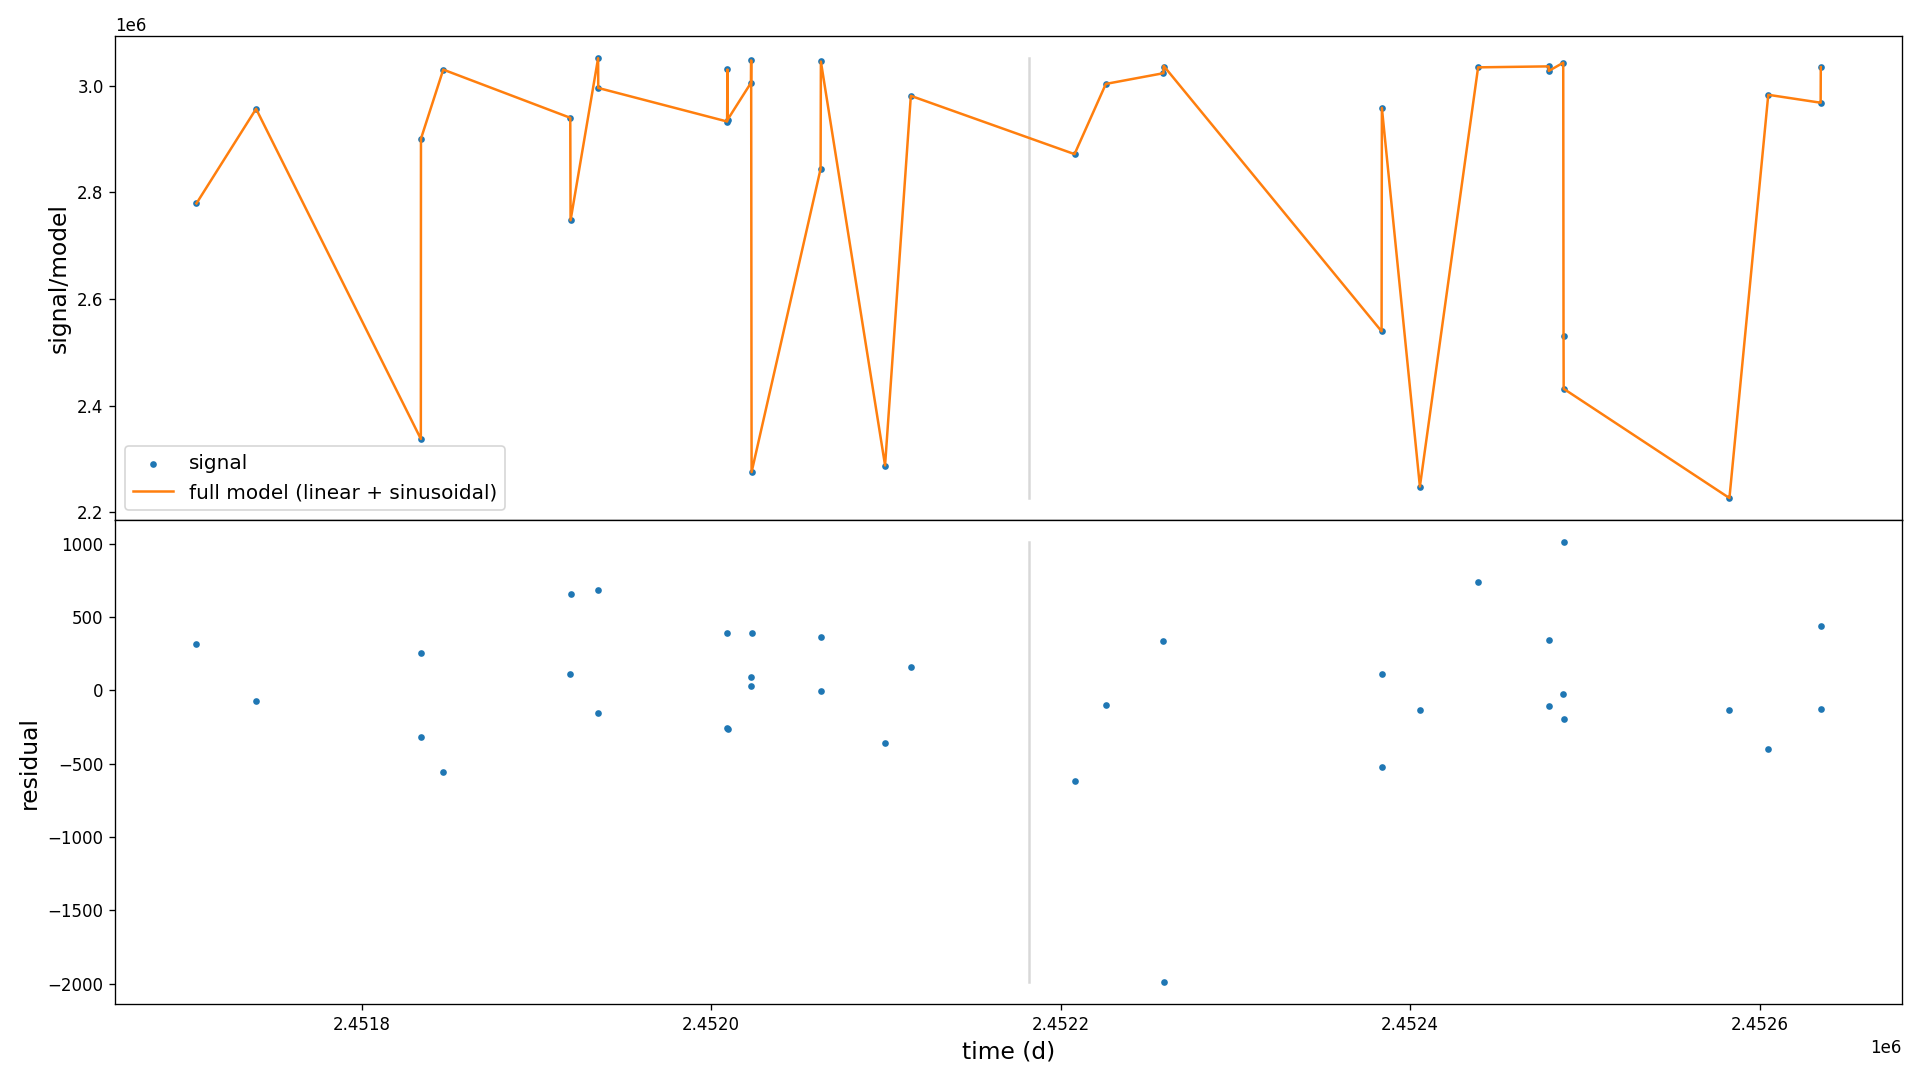 1e6
3.0
2.8
2.6
2.4
2.2
signal/model
signal
full model (linear + sinusoidal)
1000
500
0
−500
−1000
−1500
−2000
residual
2.4518
2.4520
2.4522
2.4524
2.4526
1e6
time (d)